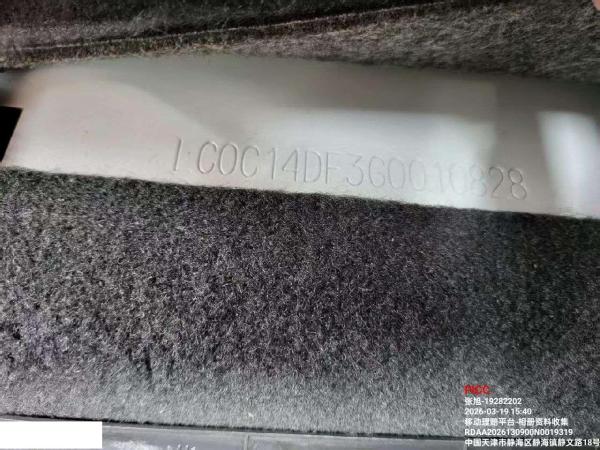 LC0C14DF3G0010828
PICC
张旭-19282202
2026-03-19 15:40
移动理赔平台-相册资料收集
RDAA2026130900N0019319
中国天津市静海区静海镇静文路18号